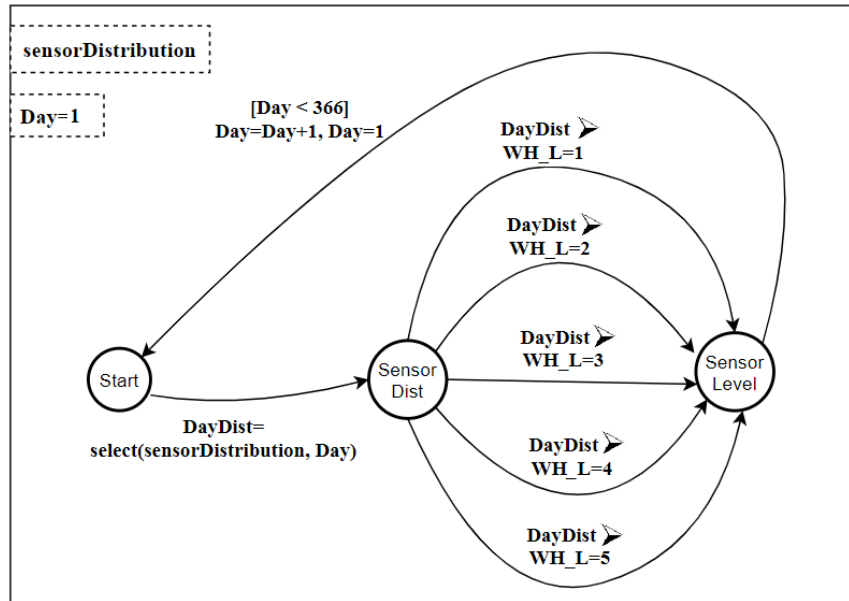 sensorDistribution
Day=1
[Day < 366]
Day=Day+1, Day=1
DayDist ➢
WH_L=1
DayDist ➢
WH_L=2
DayDist ➢
WH_L=3
DayDist ➢
WH_L=4
DayDist ➢
WH_L=5
Start
Sensor
Dist
Sensor
Level
DayDist=
select(sensorDistribution, Day)